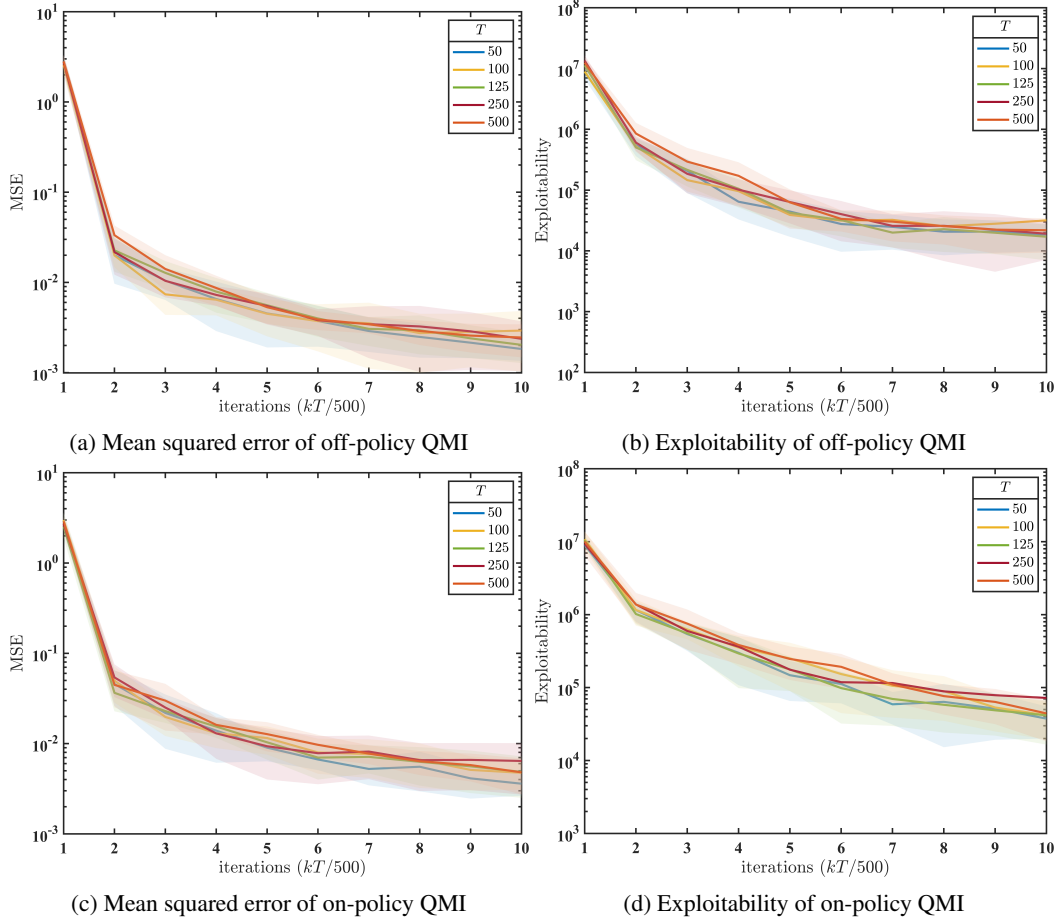 10^1
10^0
10^-1
10^-2
10^-3
MSE
T
50
100
125
250
500
1 2 3 4 5 6 7 8 9 10
iterations (kT/500)
(a) Mean squared error of off-policy QMI
10^8
10^7
10^6
10^5
10^4
10^3
10^2
Exploitability
T
50
100
125
250
500
1 2 3 4 5 6 7 8 9 10
iterations (kT/500)
(b) Exploitability of off-policy QMI
10^1
10^0
10^-1
10^-2
10^-3
MSE
T
50
100
125
250
500
1 2 3 4 5 6 7 8 9 10
iterations (kT/500)
(c) Mean squared error of on-policy QMI
10^8
10^7
10^6
10^5
10^4
10^3
Exploitability
T
50
100
125
250
500
1 2 3 4 5 6 7 8 9 10
iterations (kT/500)
(d) Exploitability of on-policy QMI